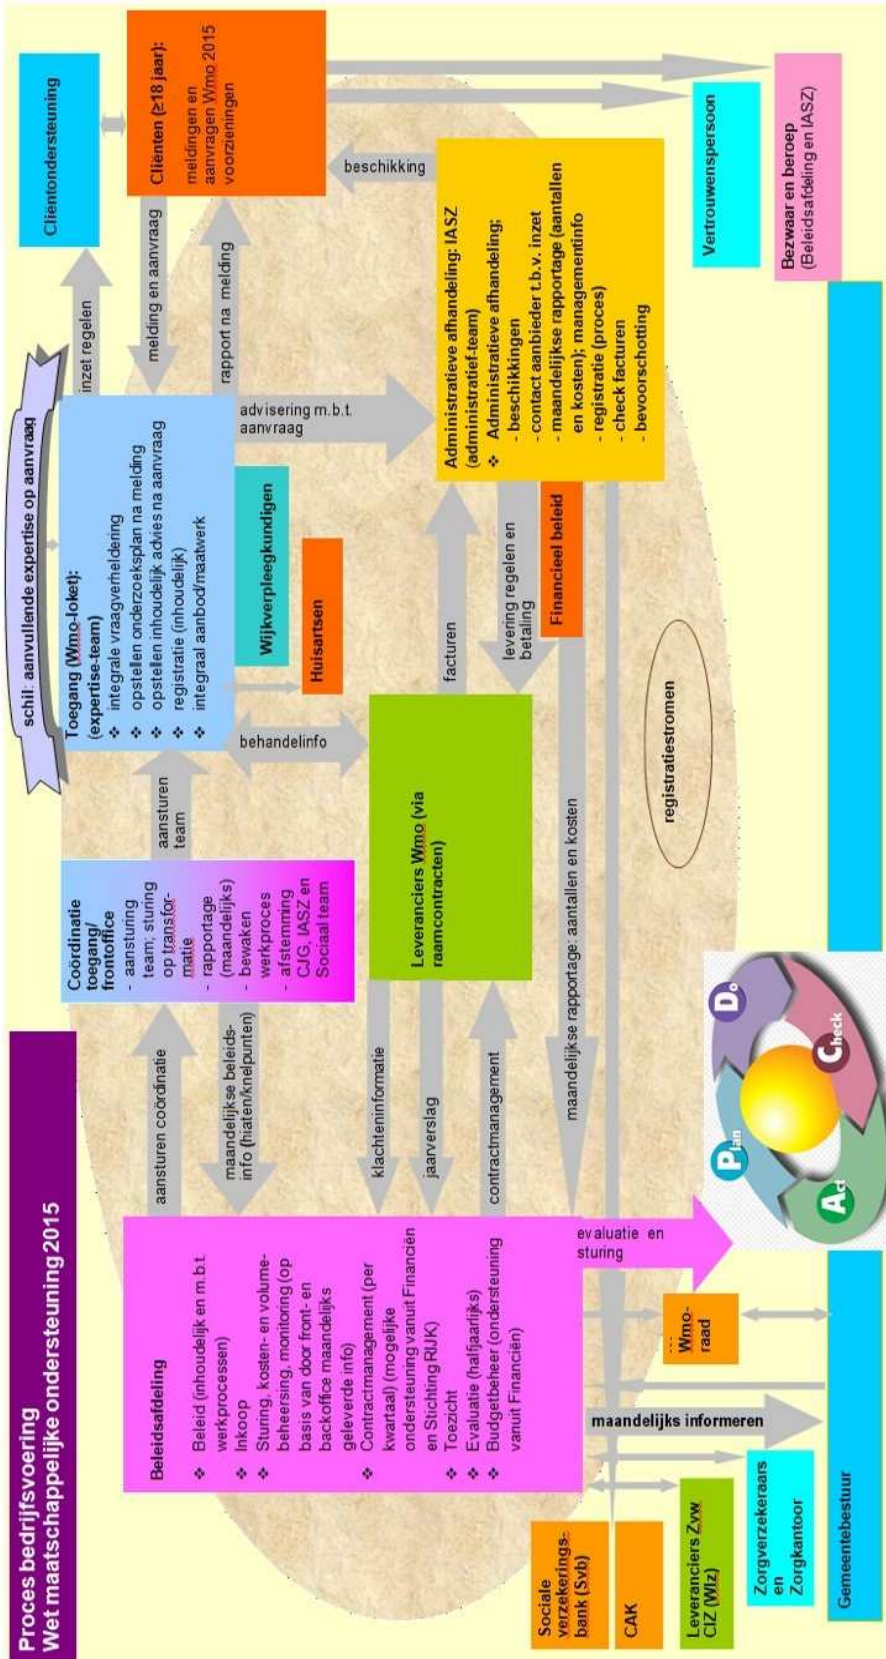 Proces bedrijfsvoering
Wet maatschappelijke ondersteuning 2015
schil: aanvullende expertise op aanvraag
Coördinatie
toegang/
frontoffice
- aansturing
team; sturing
op transfor-
matie
- rapportage
(maandelijks)
- bewaken
werkproces
- afstemming
CJG, IASZ en
Sociaal team
aansturen
team
Toegang (Wmo-loket):
(expertise-team)
❖ integrale vraagverheldering
❖ opstellen onderzoeksplan na melding
❖ opstellen inhoudelijk advies na aanvraag
❖ registratie (inhoudelijk)
❖ integraal aanbod/maatwerk
inzet regelen
Cliëntondersteuning
melding en aanvraag
rapport na melding
Cliënten (≥18 jaar):
meldingen en
aanvragen Wmo 2015
voorzieningen
aansturen coördinatie
maandelijkse beleids-
info (hiaten/knelpunten)
Wijkverpleegkundigen
Huisartsen
behandelinfo
advisering m.b.t.
aanvraag
beschikking
Beleidsafdeling
❖ Beleid (inhoudelijk en m.b.t.
werkprocessen)
❖ Inkoop
❖ Sturing, kosten- en volume-
beheersing, monitoring (op
basis van door front- en
backoffice maandelijks
geleverde info)
❖ Contractmanagement (per
kwartaal) (mogelijke
ondersteuning vanuit Financiën
en Stichting RIJK)
❖ Toezicht
❖ Evaluatie (halfjaarlijks)
❖ Budgetbeheer (ondersteuning
vanuit Financiën)
klachteninformatie
jaarverslag
contractmanagement
Leveranciers Wmo (via
raamcontracten)
facturen
levering regelen en
betaling
Administratieve afhandeling: IASZ
(administratief-team)
❖ Administratieve afhandeling;
- beschikkingen
- contact aanbieder t.b.v. inzet
- maandelijkse rapportage (aantallen
en kosten); managementinfo
- registratie (proces)
- check facturen
- bevoorschotting
Financieel beleid
maandelijkse rapportage: aantallen en kosten
registratiestromen
evaluatie en
sturing
Sociale
verzekerings-
bank (Svb)
CAK
Leveranciers Zvw
CIZ (Wlz)
Zorgverzekeraars
en
Zorgkantoor
maandelijks informeren
Wmo-
raad
Plan
Do
Check
Act
Vertrouwenspersoon
Bezwaar en beroep
(Beleidsafdeling en IASZ)
Gemeentebestuur